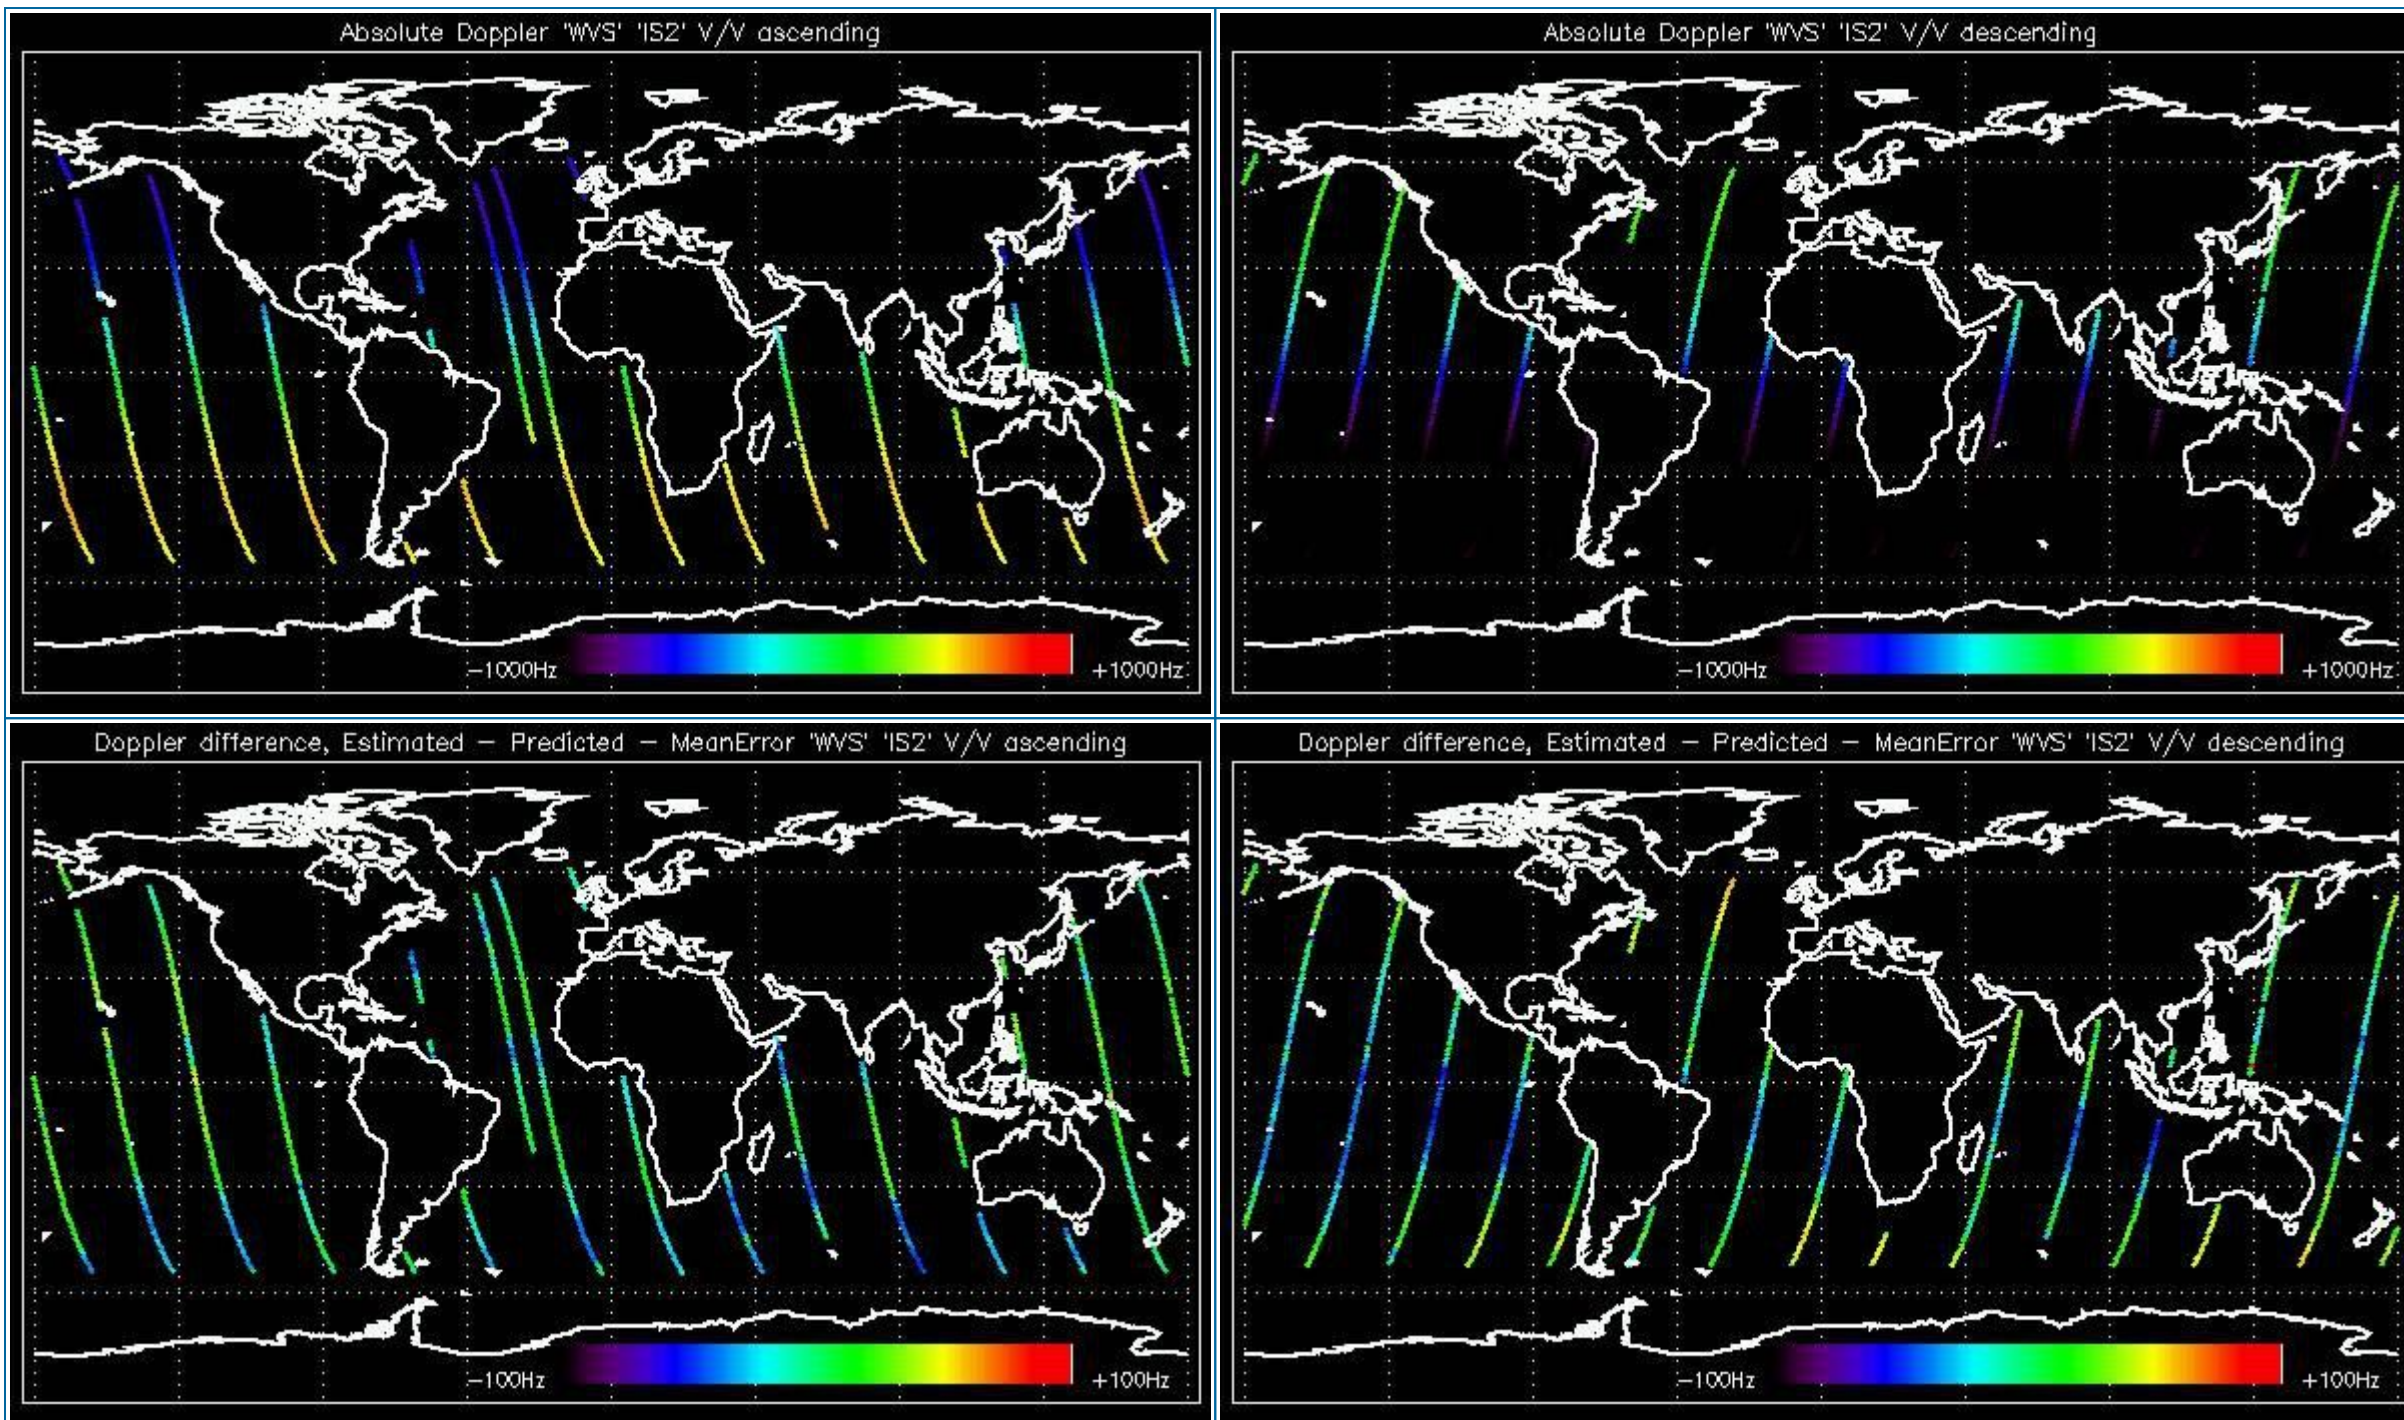 Absolute Doppler 'WVS' 'IS2' V/V ascending
-1000Hz +1000Hz
Absolute Doppler 'WVS' 'IS2' V/V descending
-1000Hz +1000Hz
Doppler difference, Estimated - Predicted - MeanError 'WVS' 'IS2' V/V ascending
-100Hz +100Hz
Doppler difference, Estimated - Predicted - MeanError 'WVS' 'IS2' V/V descending
-100Hz +100Hz